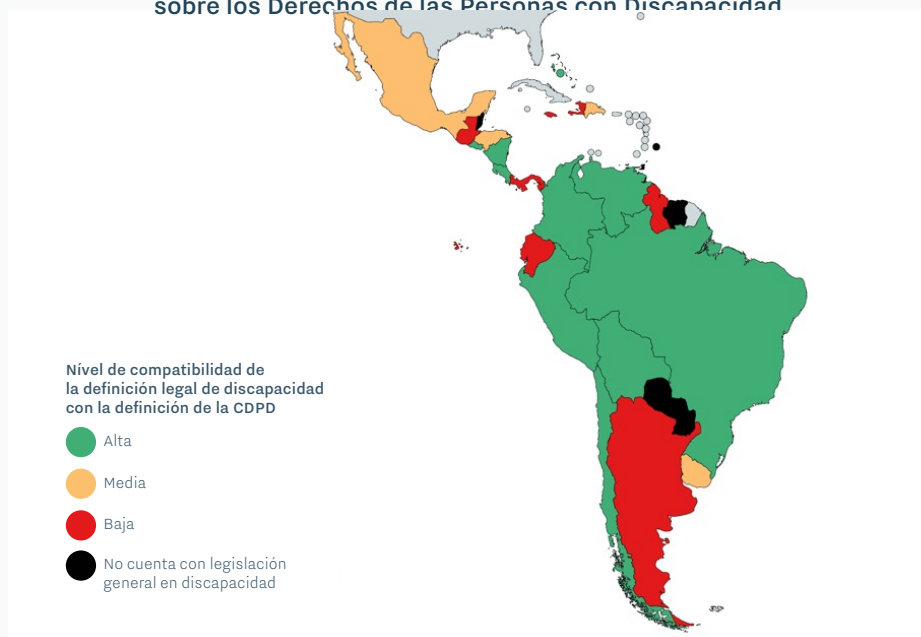 sobre los Derechos de las Personas con Discapacidad
Nível de compatibilidad de
la definición legal de discapacidad
con la definición de la CDPD
Alta
Media
Baja
No cuenta con legislación
general en discapacidad